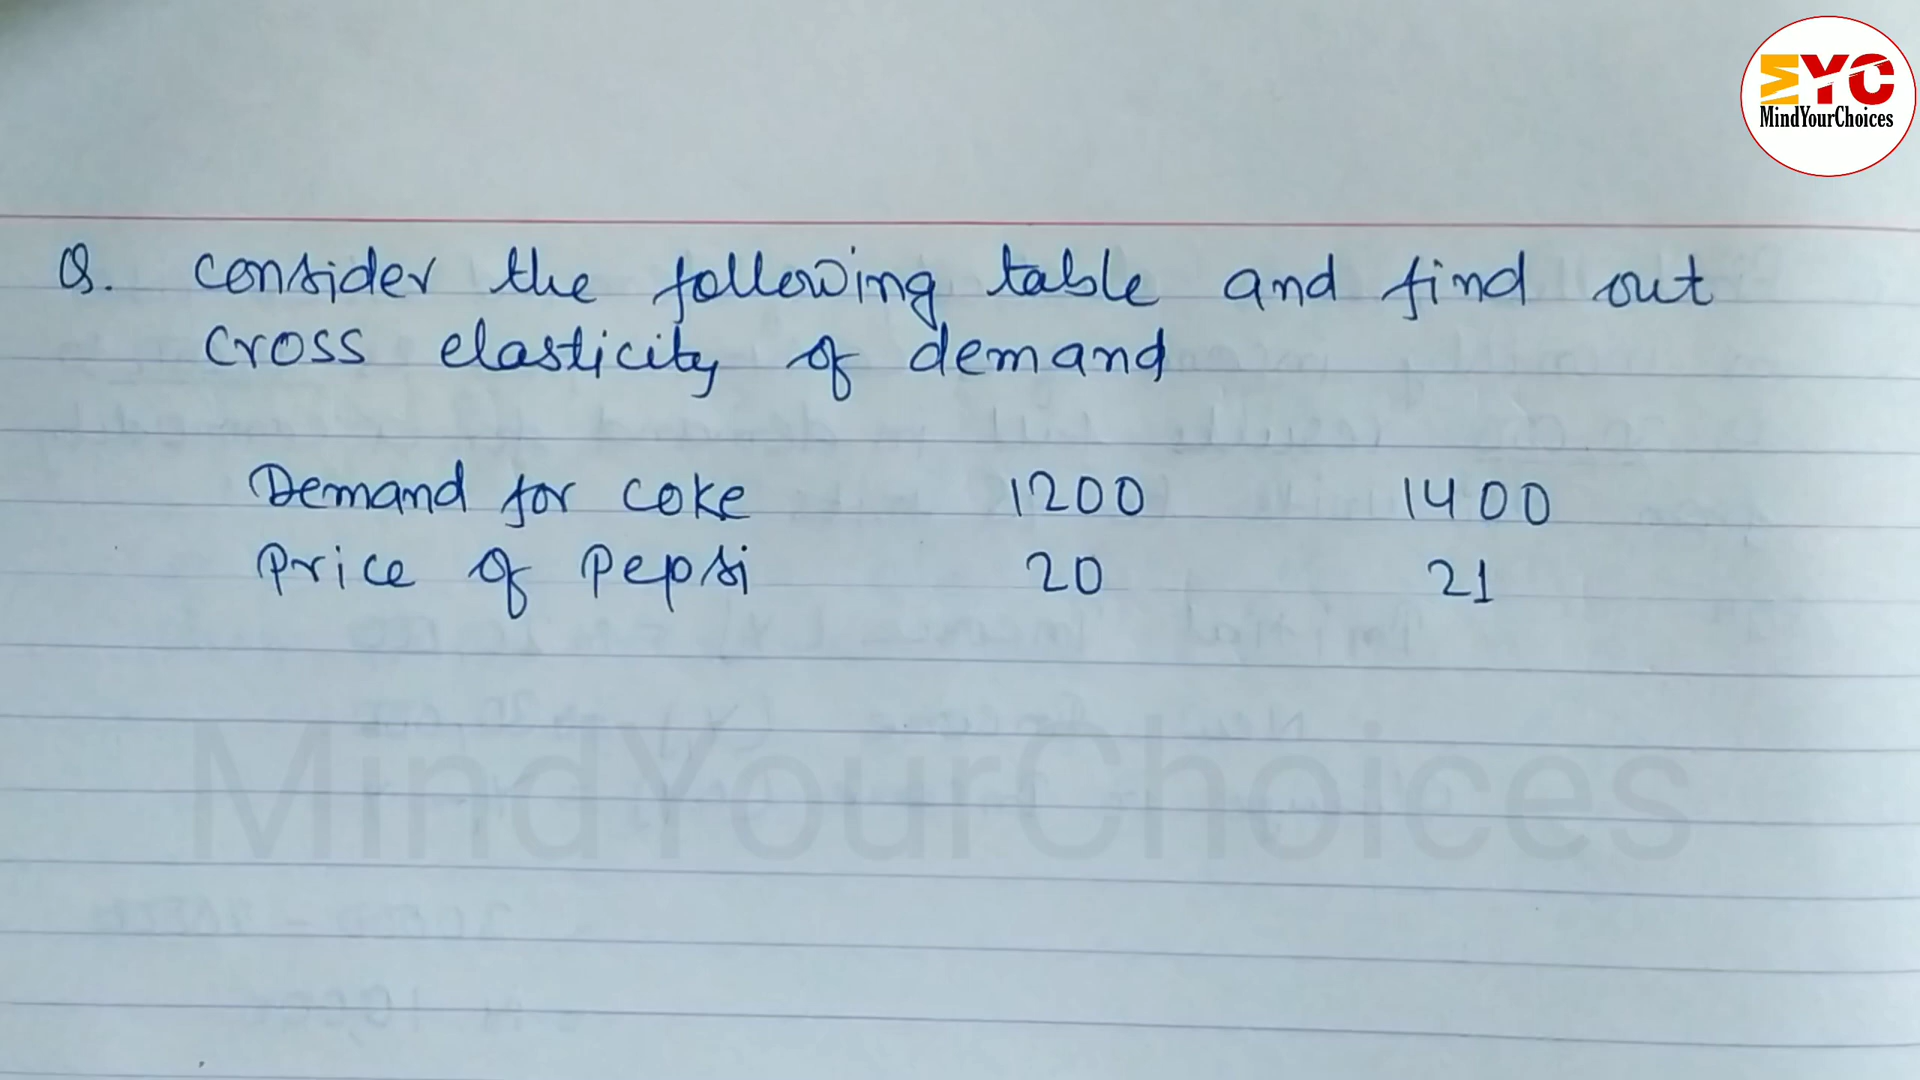 MYC
MindYourChoices
Q. Consider the following table and find out
cross elasticity of demand
Demand for coke 1200 1400
Price of Pepsi 20 21
MindYourChoices